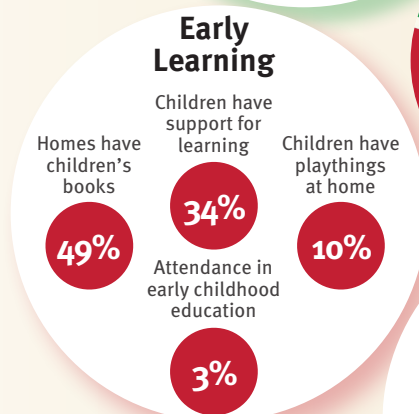 Early
Learning
Children have
support for
learning
34%
Homes have
children's
books
49%
Children have
playthings
at home
10%
Attendance in
early childhood
education
3%